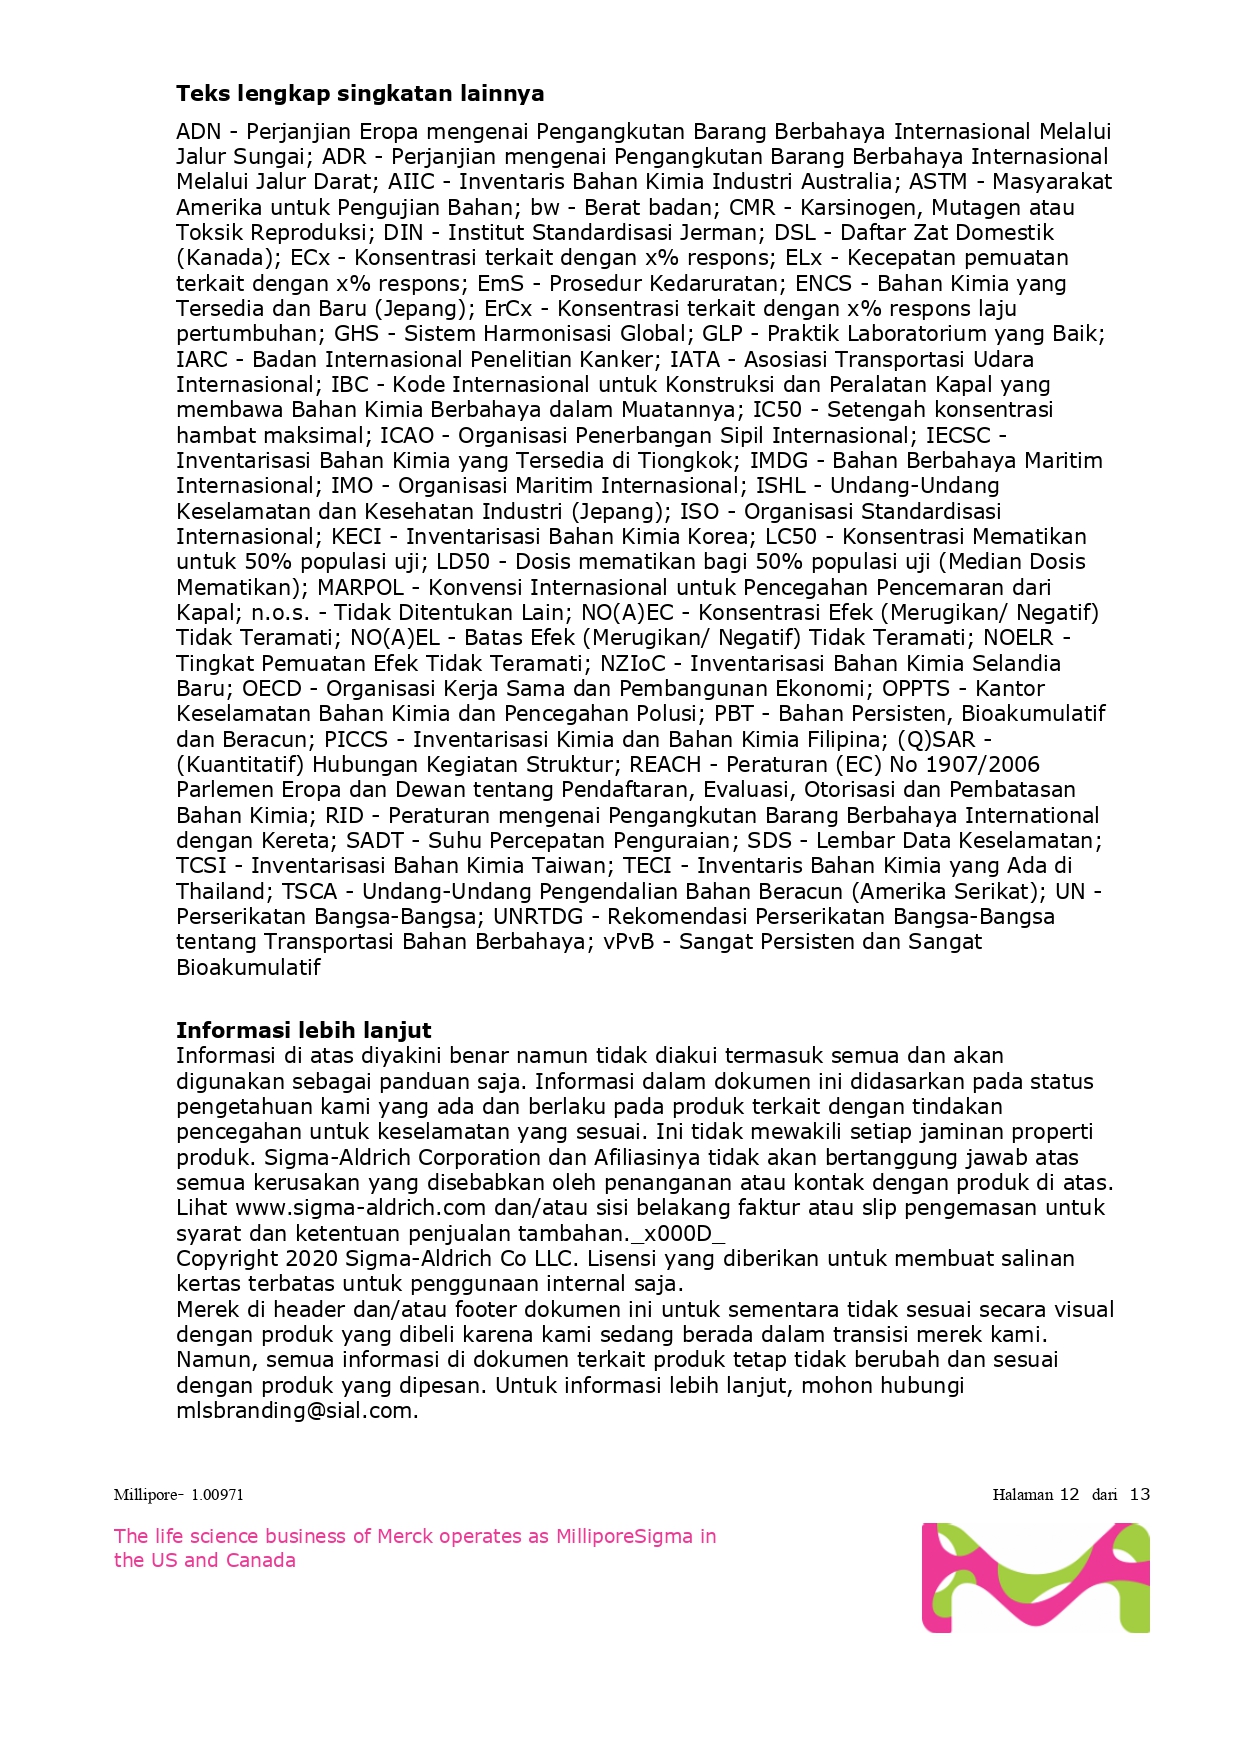 Teks lengkap singkatan lainnya
ADN - Perjanjian Eropa mengenai Pengangkutan Barang Berbahaya Internasional Melalui
Jalur Sungai; ADR - Perjanjian mengenai Pengangkutan Barang Berbahaya Internasional
Melalui Jalur Darat; AIIC - Inventaris Bahan Kimia Industri Australia; ASTM - Masyarakat
Amerika untuk Pengujian Bahan; bw - Berat badan; CMR - Karsinogen, Mutagen atau
Toksik Reproduksi; DIN - Institut Standardisasi Jerman; DSL - Daftar Zat Domestik
(Kanada); ECx - Konsentrasi terkait dengan x% respons; ELx - Kecepatan pemuatan
terkait dengan x% respons; EmS - Prosedur Kedaruratan; ENCS - Bahan Kimia yang
Tersedia dan Baru (Jepang); ErCx - Konsentrasi terkait dengan x% respons laju
pertumbuhan; GHS - Sistem Harmonisasi Global; GLP - Praktik Laboratorium yang Baik;
IARC - Badan Internasional Penelitian Kanker; IATA - Asosiasi Transportasi Udara
Internasional; IBC - Kode Internasional untuk Konstruksi dan Peralatan Kapal yang
membawa Bahan Kimia Berbahaya dalam Muatannya; IC50 - Setengah konsentrasi
hambat maksimal; ICAO - Organisasi Penerbangan Sipil Internasional; IECSC -
Inventarisasi Bahan Kimia yang Tersedia di Tiongkok; IMDG - Bahan Berbahaya Maritim
Internasional; IMO - Organisasi Maritim Internasional; ISHL - Undang-Undang
Keselamatan dan Kesehatan Industri (Jepang); ISO - Organisasi Standardisasi
Internasional; KECI - Inventarisasi Bahan Kimia Korea; LC50 - Konsentrasi Mematikan
untuk 50% populasi uji; LD50 - Dosis mematikan bagi 50% populasi uji (Median Dosis
Mematikan); MARPOL - Konvensi Internasional untuk Pencegahan Pencemaran dari
Kapal; n.o.s. - Tidak Ditentukan Lain; NO(A)EC - Konsentrasi Efek (Merugikan/ Negatif)
Tidak Teramati; NO(A)EL - Batas Efek (Merugikan/ Negatif) Tidak Teramati; NOELR -
Tingkat Pemuatan Efek Tidak Teramati; NZIoC - Inventarisasi Bahan Kimia Selandia
Baru; OECD - Organisasi Kerja Sama dan Pembangunan Ekonomi; OPPTS - Kantor
Keselamatan Bahan Kimia dan Pencegahan Polusi; PBT - Bahan Persisten, Bioakumulatif
dan Beracun; PICCS - Inventarisasi Kimia dan Bahan Kimia Filipina; (Q)SAR -
(Kuantitatif) Hubungan Kegiatan Struktur; REACH - Peraturan (EC) No 1907/2006
Parlemen Eropa dan Dewan tentang Pendaftaran, Evaluasi, Otorisasi dan Pembatasan
Bahan Kimia; RID - Peraturan mengenai Pengangkutan Barang Berbahaya International
dengan Kereta; SADT - Suhu Percepatan Penguraian; SDS - Lembar Data Keselamatan;
TCSI - Inventarisasi Bahan Kimia Taiwan; TECI - Inventaris Bahan Kimia yang Ada di
Thailand; TSCA - Undang-Undang Pengendalian Bahan Beracun (Amerika Serikat); UN -
Perserikatan Bangsa-Bangsa; UNRTDG - Rekomendasi Perserikatan Bangsa-Bangsa
tentang Transportasi Bahan Berbahaya; vPvB - Sangat Persisten dan Sangat
Bioakumulatif
Informasi lebih lanjut
Informasi di atas diyakini benar namun tidak diakui termasuk semua dan akan
digunakan sebagai panduan saja. Informasi dalam dokumen ini didasarkan pada status
pengetahuan kami yang ada dan berlaku pada produk terkait dengan tindakan
pencegahan untuk keselamatan yang sesuai. Ini tidak mewakili setiap jaminan properti
produk. Sigma-Aldrich Corporation dan Afiliasinya tidak akan bertanggung jawab atas
semua kerusakan yang disebabkan oleh penanganan atau kontak dengan produk di atas.
Lihat www.sigma-aldrich.com dan/atau sisi belakang faktur atau slip pengemasan untuk
syarat dan ketentuan penjualan tambahan._x000D_
Copyright 2020 Sigma-Aldrich Co LLC. Lisensi yang diberikan untuk membuat salinan
kertas terbatas untuk penggunaan internal saja.
Merek di header dan/atau footer dokumen ini untuk sementara tidak sesuai secara visual
dengan produk yang dibeli karena kami sedang berada dalam transisi merek kami.
Namun, semua informasi di dokumen terkait produk tetap tidak berubah dan sesuai
dengan produk yang dipesan. Untuk informasi lebih lanjut, mohon hubungi
mlsbranding@sial.com.
Millipore- 1.00971
Halaman 12 dari 13
The life science business of Merck operates as MilliporeSigma in
the US and Canada